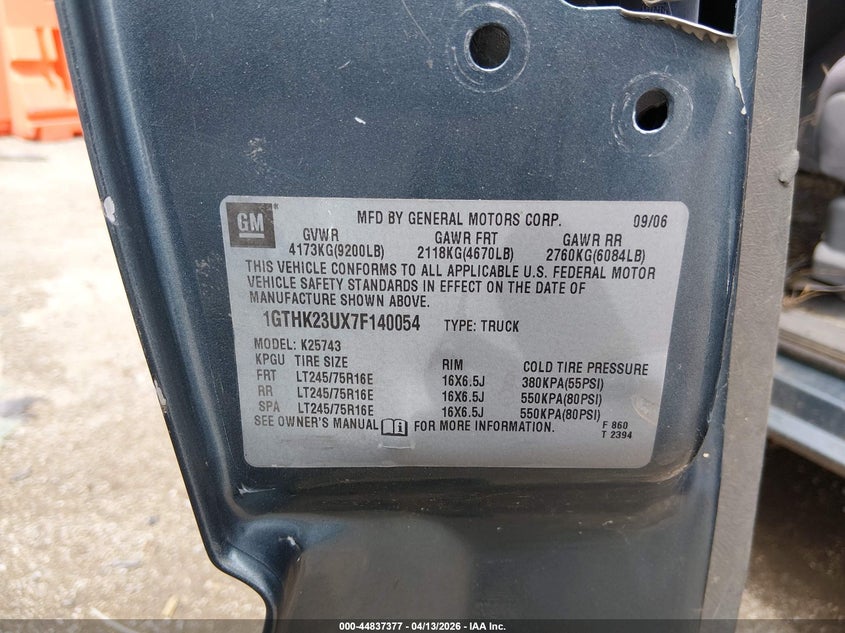 GM
MFD BY GENERAL MOTORS CORP. 09/06
GVWR GAWR FRT GAWR RR
4173KG(9200LB) 2118KG(4670LB) 2760KG(6084LB)
THIS VEHICLE CONFORMS TO ALL APPLICABLE U.S. FEDERAL MOTOR
VEHICLE SAFETY STANDARDS IN EFFECT ON THE DATE OF
MANUFACTURE SHOWN ABOVE.
1GTHK23UX7F140054 TYPE: TRUCK
MODEL: K25743
KPGU TIRE SIZE RIM COLD TIRE PRESSURE
FRT LT245/75R16E 16X6.5J 380KPA(55PSI)
RR LT245/75R16E 16X6.5J 550KPA(80PSI)
SPA LT245/75R16E 16X6.5J 550KPA(80PSI)
SEE OWNER'S MANUAL FOR MORE INFORMATION. F 860
T 2394
000-44837377 - 04/13/2026 - IAA Inc.